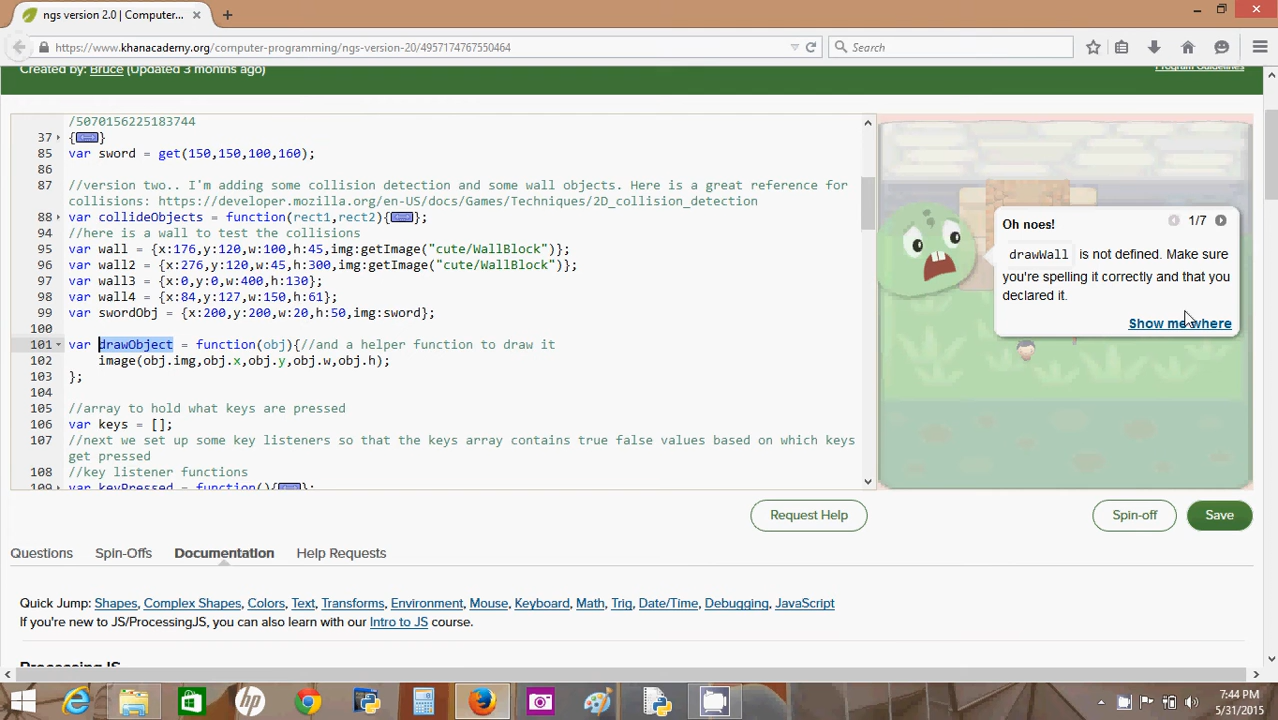 ngs version 2.0 | Computer...
https://www.khanacademy.org/computer-programming/ngs-version-20/4957174767550464
Search
Created by: Bruce (Updated 3 months ago)
Program Guidelines
/5070156225183744
37 {
85 var sword = get(150,150,100,160);
86
87 //version two.. I'm adding some collision detection and some wall objects. Here is a great reference for
collisions: https://developer.mozilla.org/en-US/docs/Games/Techniques/2D_collision_detection
88 var collideObjects = function(rect1,rect2){};
94 //here is a wall to test the collisions
95 var wall = {x:176,y:120,w:100,h:45,img:getImage("cute/WallBlock")};
96 var wall2 = {x:276,y:120,w:45,h:300,img:getImage("cute/WallBlock")};
97 var wall3 = {x:0,y:0,w:400,h:130};
98 var wall4 = {x:84,y:127,w:150,h:61};
99 var swordObj = {x:200,y:200,w:20,h:50,img:sword};
100
101 var drawObject = function(obj){//and a helper function to draw it
102 image(obj.img,obj.x,obj.y,obj.w,obj.h);
103 };
104
105 //array to hold what keys are pressed
106 var keys = [];
107 //next we set up some key listeners so that the keys array contains true false values based on which keys
get pressed
108 //key listener functions
109 var keyPressed = function(){};
Oh noes!
1/7
drawWall is not defined. Make sure
you're spelling it correctly and that you
declared it.
Show me where
Request Help
Spin-off
Save
Questions
Spin-Offs
Documentation
Help Requests
Quick Jump: Shapes, Complex Shapes, Colors, Text, Transforms, Environment, Mouse, Keyboard, Math, Trig, Date/Time, Debugging, JavaScript
If you're new to JS/ProcessingJS, you can also learn with our Intro to JS course.
ProcessingJS
7:44 PM
5/31/2015